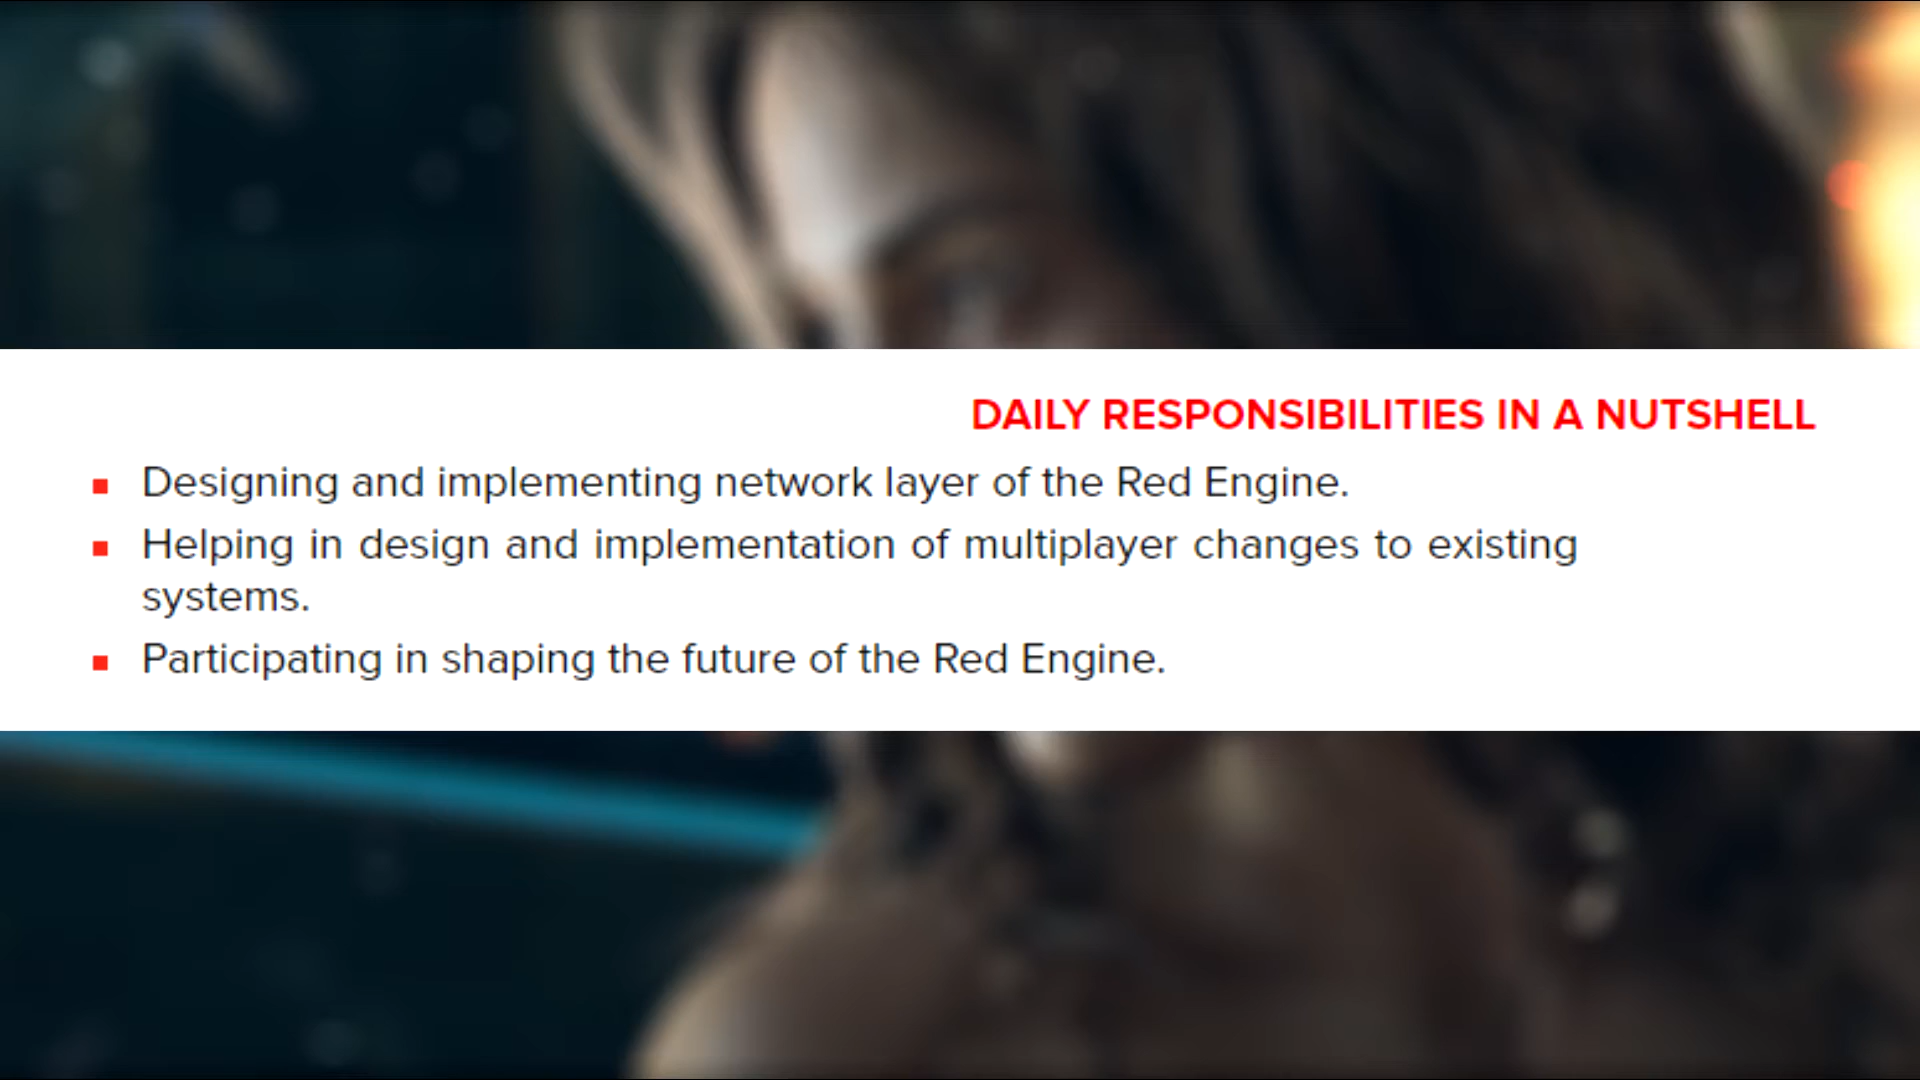 DAILY RESPONSIBILITIES IN A NUTSHELL
Designing and implementing network layer of the Red Engine.
Helping in design and implementation of multiplayer changes to existing
systems.
Participating in shaping the future of the Red Engine.